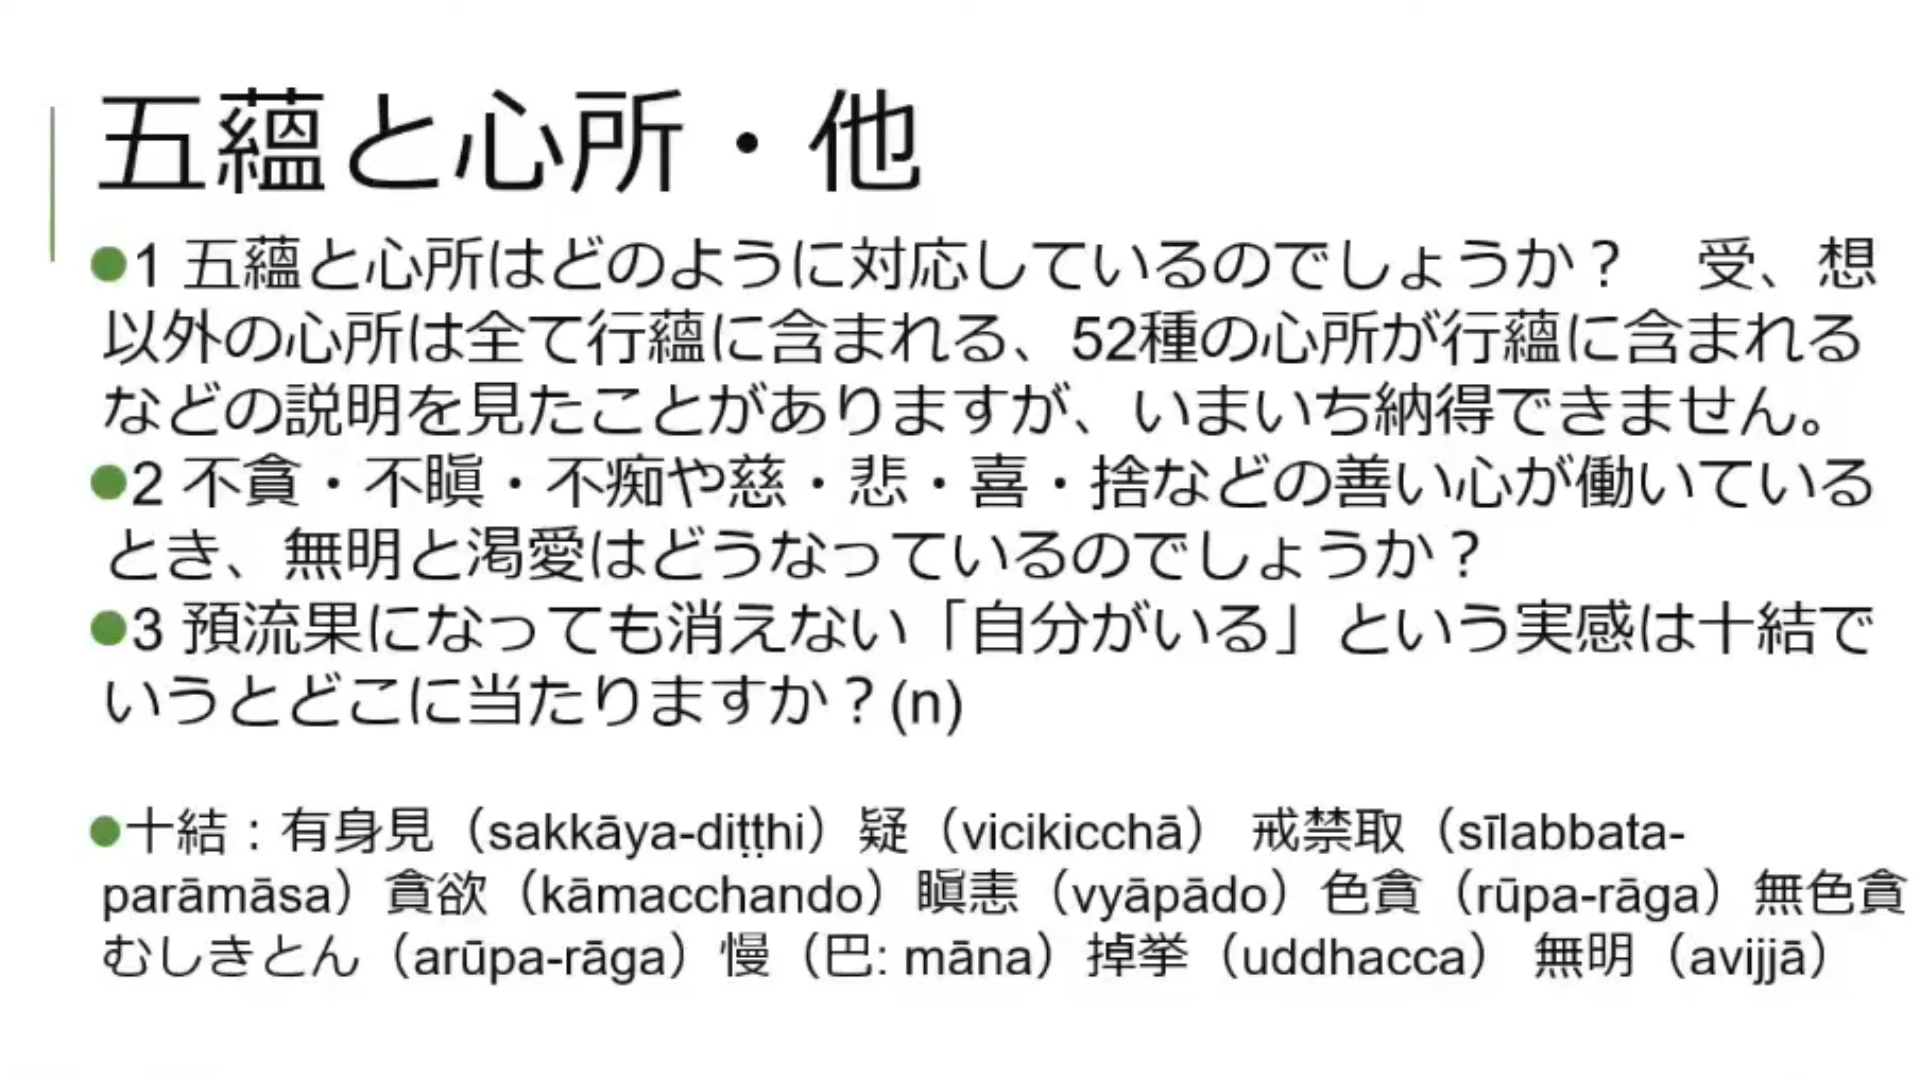 五蘊と心所・他
●1 五蘊と心所はどのように対応しているのでしょうか？　受、想
以外の心所は全て行蘊に含まれる、52種の心所が行蘊に含まれる
などの説明を見たことがありますが、いまいち納得できません。
●2 不貪・不瞋・不痴や慈・悲・喜・捨などの善い心が働いている
とき、無明と渇愛はどうなっているのでしょうか？
●3 預流果になっても消えない「自分がいる」という実感は十結で
いうとどこに当たりますか？(n)
●十結：有身見（sakkāya-diṭṭhi）疑（vicikicchā） 戒禁取（sīlabbata-
parāmāsa）貪欲（kāmacchando）瞋恚（vyāpādo）色貪（rūpa-rāga）無色貪
むしきとん（arūpa-rāga）慢（巴: māna）掉挙（uddhacca） 無明（avijjā）